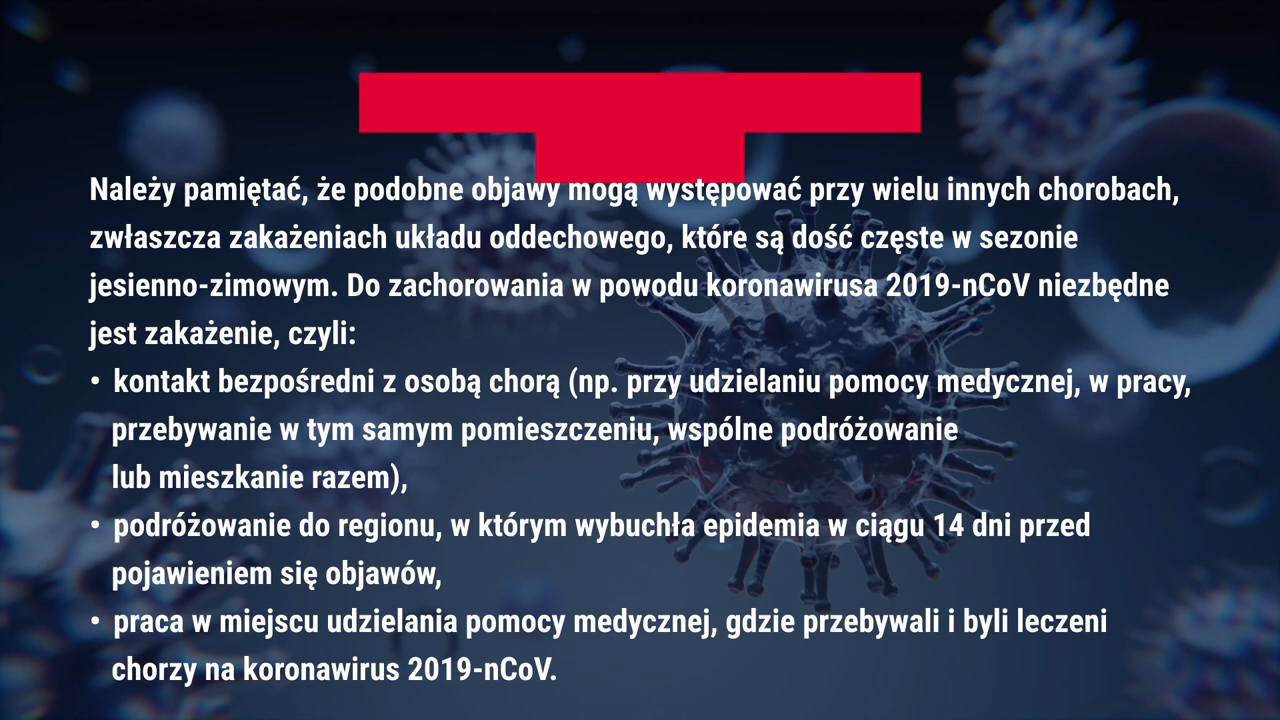 Należy pamiętać, że podobne objawy mogą występować przy wielu innych chorobach,
zwłaszcza zakażeniach układu oddechowego, które są dość częste w sezonie
jesienno-zimowym. Do zachorowania w powodu koronawirusa 2019-nCoV niezbędne
jest zakażenie, czyli:
• kontakt bezpośredni z osobą chorą (np. przy udzielaniu pomocy medycznej, w pracy,
przebywanie w tym samym pomieszczeniu, wspólne podróżowanie
lub mieszkanie razem),
• podróżowanie do regionu, w którym wybuchła epidemia w ciągu 14 dni przed
pojawieniem się objawów,
• praca w miejscu udzielania pomocy medycznej, gdzie przebywali i byli leczeni
chorzy na koronawirus 2019-nCoV.